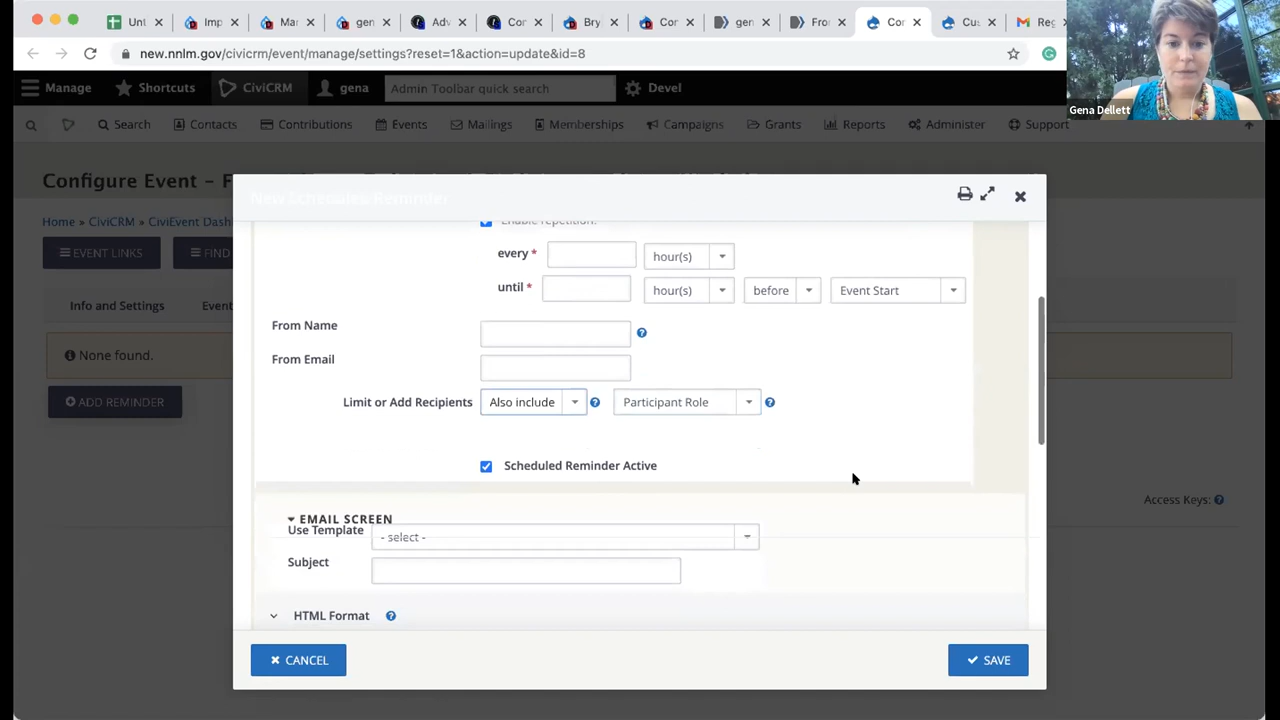 Unt
Imp
Mar
gen
Adv
Con
Bry
Con
gen
Fro
Cor
Cus
Reg
new.nnlm.gov/civicrm/event/manage/settings?reset=1&action=update&id=8
Gena Dellett
Manage
Shortcuts
CiviCRM
gena
Admin Toolbar quick search
Devel
Search
Contacts
Contributions
Events
Mailings
Memberships
Campaigns
Grants
Reports
Administer
Support
Configure Event - F
New Scheduled Reminder
Home » CiviCRM » CiviEvent Dash
EVENT LINKS
FIND
Enable repetition?
every *
hour(s)
until *
hour(s)
before
Event Start
Info and Settings
Event
From Name
None found.
From Email
ADD REMINDER
Limit or Add Recipients
Also include
Participant Role
Scheduled Reminder Active
Access Keys:
EMAIL SCREEN
Use Template
- select -
Subject
HTML Format
CANCEL
SAVE